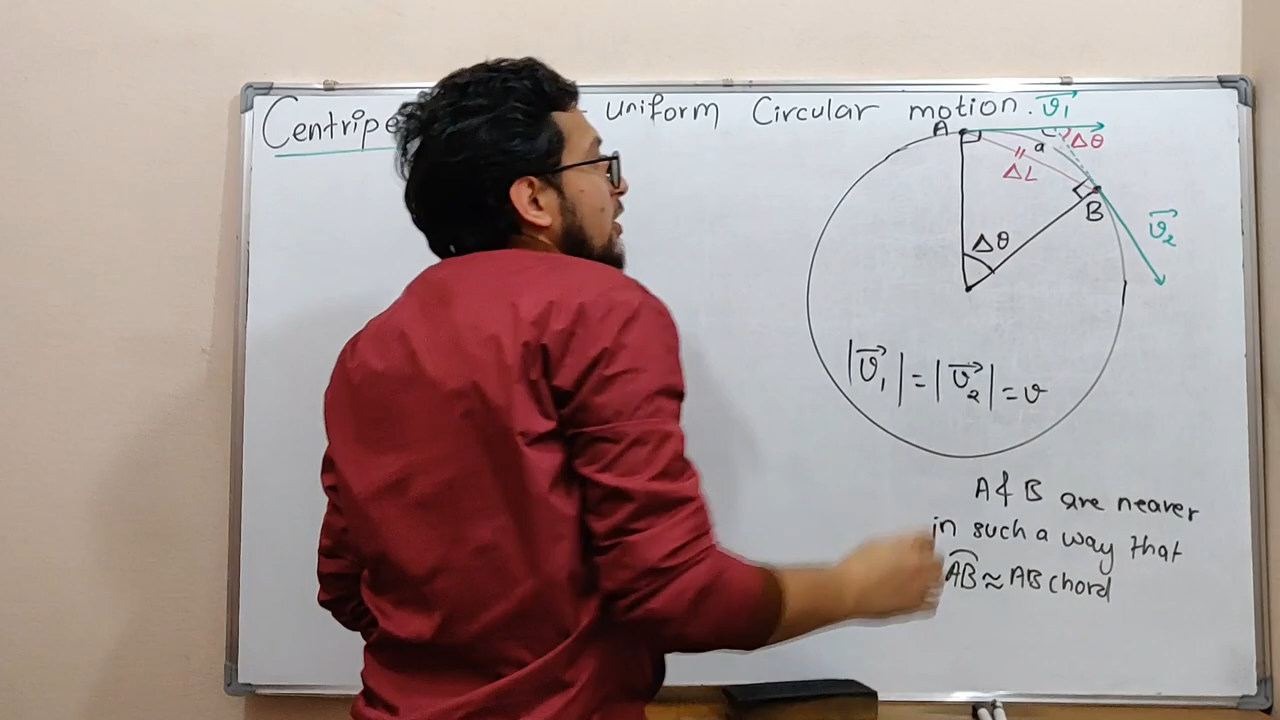 Centripe uniform Circular motion.
v⃗₁
A
a
Δθ
ΔL
B
v⃗₂
Δθ
|v⃗₁| = |v⃗₂| = v
A & B are nearer
in such a way that
A͡B ≈ AB chord